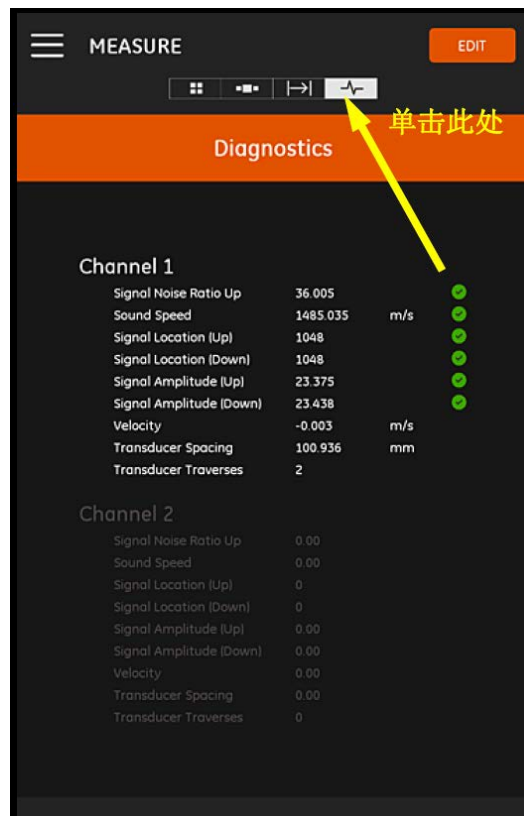 MEASURE EDIT
单击此处
Diagnostics
Channel 1
Signal Noise Ratio Up 36.005
Sound Speed 1485.035 m/s
Signal Location (Up) 1048
Signal Location (Down) 1048
Signal Amplitude (Up) 23.375
Signal Amplitude (Down) 23.438
Velocity -0.003 m/s
Transducer Spacing 100.936 mm
Transducer Traverses 2
Channel 2
Signal Noise Ratio Up 0.00
Sound Speed 0.00
Signal Location (Up) 0
Signal Location (Down) 0
Signal Amplitude (Up) 0.00
Signal Amplitude (Down) 0.00
Velocity 0.00
Transducer Spacing 0.00
Transducer Traverses 0